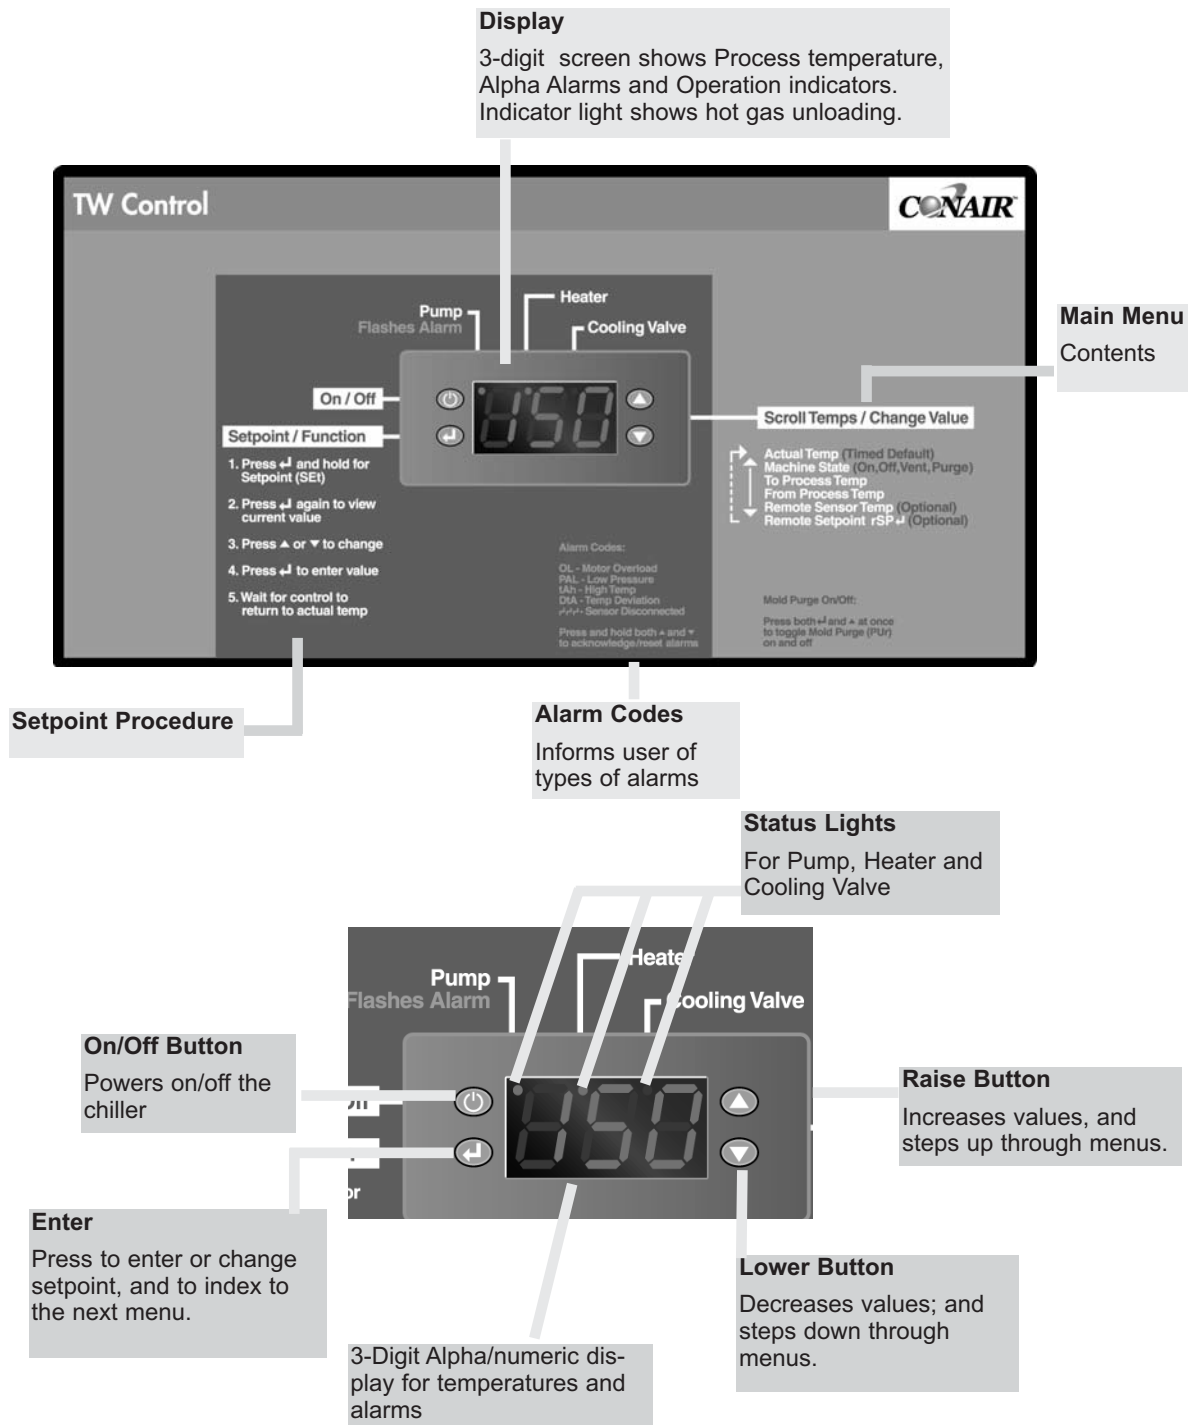 Display
3-digit screen shows Process temperature,
Alpha Alarms and Operation indicators.
Indicator light shows hot gas unloading.
TW Control
CONAIR
Pump
Flashes Alarm
Heater
Cooling Valve
On / Off
150
Setpoint / Function
1. Press ↵ and hold for
Setpoint (SEt)
2. Press ↵ again to view
current value
3. Press ▲ or ▼ to change
4. Press ↵ to enter value
5. Wait for control to
return to actual temp
Alarm Codes:
OL - Motor Overload
PAL - Low Pressure
tAh - High Temp
DtA - Temp Deviation
- Sensor Disconnected
Press and hold both ▲ and ▼
to acknowledge/reset alarms
Scroll Temps / Change Value
Actual Temp (Timed Default)
Machine State (On,Off,Vent,Purge)
To Process Temp
From Process Temp
Remote Sensor Temp (Optional)
Remote Setpoint rSP ↵ (Optional)
Mold Purge On/Off:
Press both ↵ and ▲ at once
to toggle Mold Purge (PUr)
on and off
Main Menu
Contents
Setpoint Procedure
Alarm Codes
Informs user of
types of alarms
Status Lights
For Pump, Heater and
Cooling Valve
Pump
Flashes Alarm
Heater
Cooling Valve
150
or
On/Off Button
Powers on/off the
chiller
Enter
Press to enter or change
setpoint, and to index to
the next menu.
Raise Button
Increases values, and
steps up through menus.
Lower Button
Decreases values; and
steps down through
menus.
3-Digit Alpha/numeric dis-
play for temperatures and
alarms